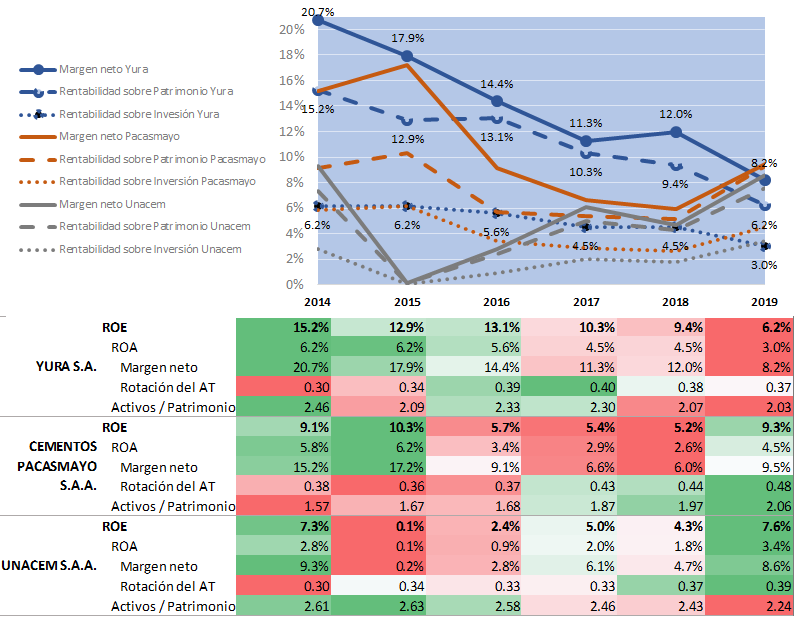 20.7%
20%
17.9%
18%
Margen neto Yura
16%
Rentabilidad sobre Patrimonio Yura
14.4%
14%
15.2%
Rentabilidad sobre Invesión Yura
12%
11.3%
12.0%
Margen neto Pacasmayo
12.9%
13.1%
10%
Rentabilidad sobre Patrimonio Pacasmayo
10.3%
8.2%
8%
9.4%
Rentabilidad sobre Inversión Pacasmayo
6%
Margen neto Unacem
6.2%
6.2%
5.6%
6.2%
4%
4.5%
4.5%
Rentabilidad sobre Patrimonio Unacem
2%
3.0%
Rentabilidad sobre Inversión Unacem
0%
2014 2015 2016 2017 2018 2019
YURA S.A.
ROE 15.2% 12.9% 13.1% 10.3% 9.4% 6.2%
ROA 6.2% 6.2% 5.6% 4.5% 4.5% 3.0%
Margen neto 20.7% 17.9% 14.4% 11.3% 12.0% 8.2%
Rotación del AT 0.30 0.34 0.39 0.40 0.38 0.37
Activos / Patrimonio 2.46 2.09 2.33 2.30 2.07 2.03
CEMENTOS
PACASMAYO
S.A.A.
ROE 9.1% 10.3% 5.7% 5.4% 5.2% 9.3%
ROA 5.8% 6.2% 3.4% 2.9% 2.6% 4.5%
Margen neto 15.2% 17.2% 9.1% 6.6% 6.0% 9.5%
Rotación del AT 0.38 0.36 0.37 0.43 0.44 0.48
Activos / Patrimonio 1.57 1.67 1.68 1.87 1.97 2.06
UNACEM S.A.A.
ROE 7.3% 0.1% 2.4% 5.0% 4.3% 7.6%
ROA 2.8% 0.1% 0.9% 2.0% 1.8% 3.4%
Margen neto 9.3% 0.2% 2.8% 6.1% 4.7% 8.6%
Rotación del AT 0.30 0.34 0.33 0.33 0.37 0.39
Activos / Patrimonio 2.61 2.63 2.58 2.46 2.43 2.24